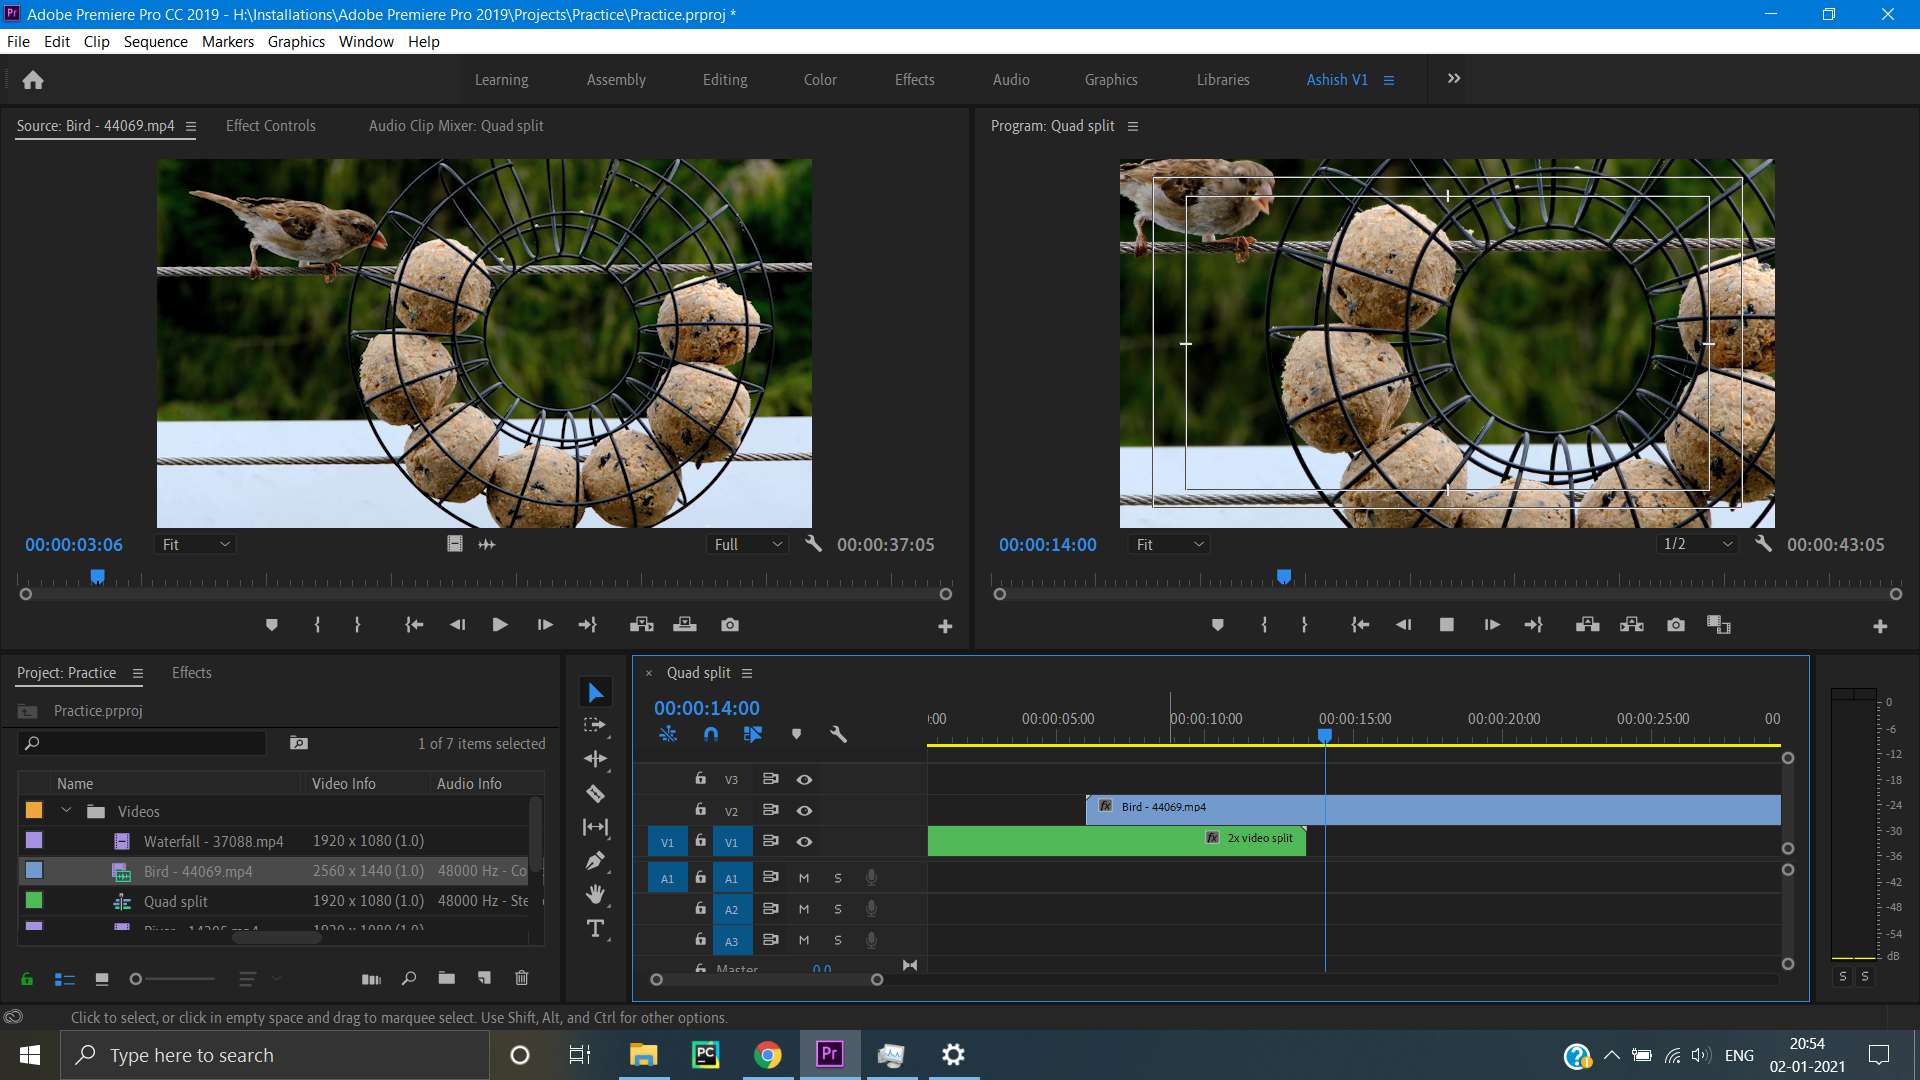 Pr Adobe Premiere Pro CC 2019 - H:\Installations\Adobe Premiere Pro 2019\Projects\Practice\Practice.prproj *
File Edit Clip Sequence Markers Graphics Window Help
Learning Assembly Editing Color Effects Audio Graphics Libraries Ashish V1
Source: Bird - 44069.mp4 Effect Controls Audio Clip Mixer: Quad split
Program: Quad split
00:00:03:06 Fit Full 00:00:37:05
00:00:14:00 Fit 1/2 00:00:43:05
Project: Practice Effects
Practice.prproj
1 of 7 items selected
Name Video Info Audio Info
Videos
Waterfall - 37088.mp4 1920 x 1080 (1.0)
Bird - 44069.mp4 2560 x 1440 (1.0) 48000 Hz - Co
Quad split 1920 x 1080 (1.0) 48000 Hz - Ste
T
× Quad split
00:00:14:00
:00 00:00:05:00 00:00:10:00 00:00:15:00 00:00:20:00 00:00:25:00 00
V3
V2 fx Bird - 44069.mp4
V1 V1 fx 2x video split
A1 A1 M S
A2 M S
A3 M S
Master 0.0
0
-6
-12
-18
-24
-30
-36
-42
-48
-54
dB
S S
Click to select, or click in empty space and drag to marquee select. Use Shift, Alt, and Ctrl for other options.
Type here to search
PC
Pr
ENG
20:54
02-01-2021